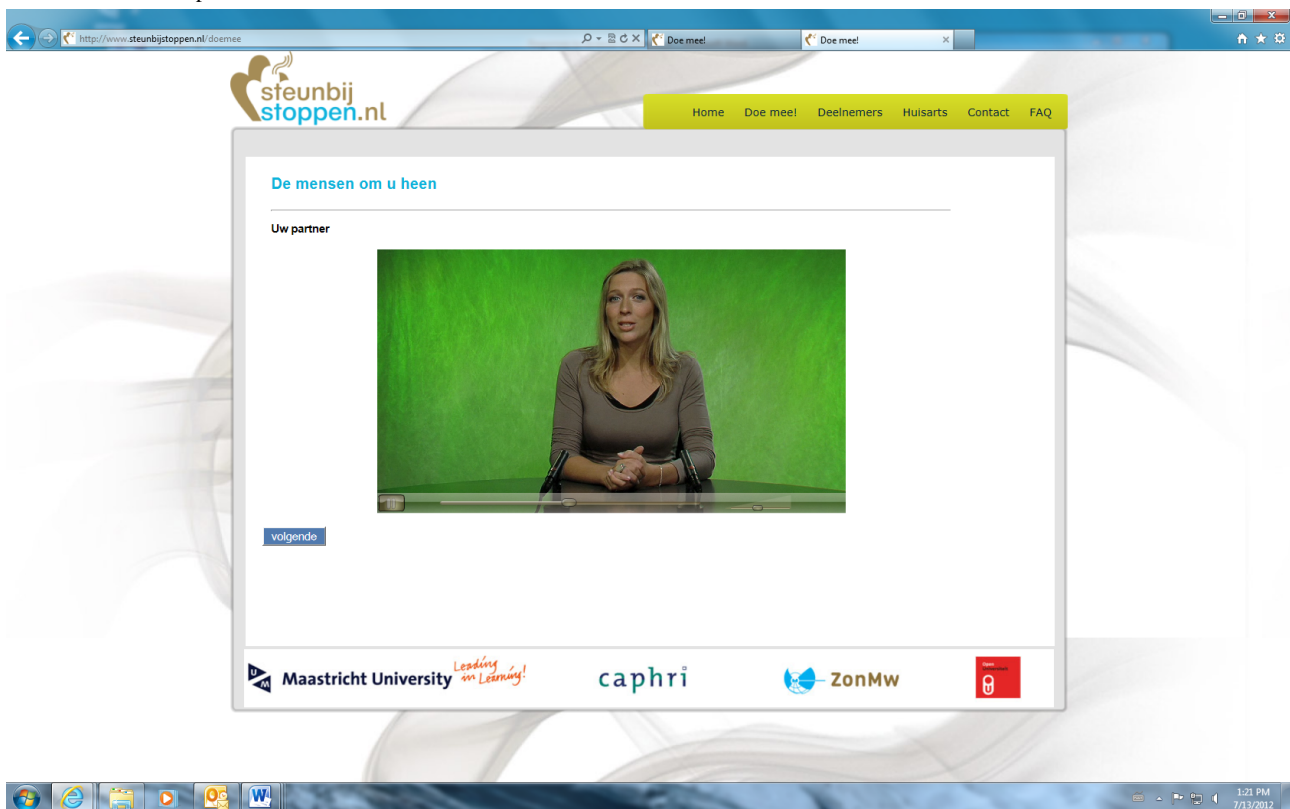 http://www.steunbijstoppen.nl/doemee
Doe mee!
Doe mee!
steunbij
stoppen.nl
Home Doe mee! Deelnemers Huisarts Contact FAQ
De mensen om u heen
Uw partner
volgende
Maastricht University Leading in Learning!
caphri
ZonMw
1:21 PM
7/13/2012